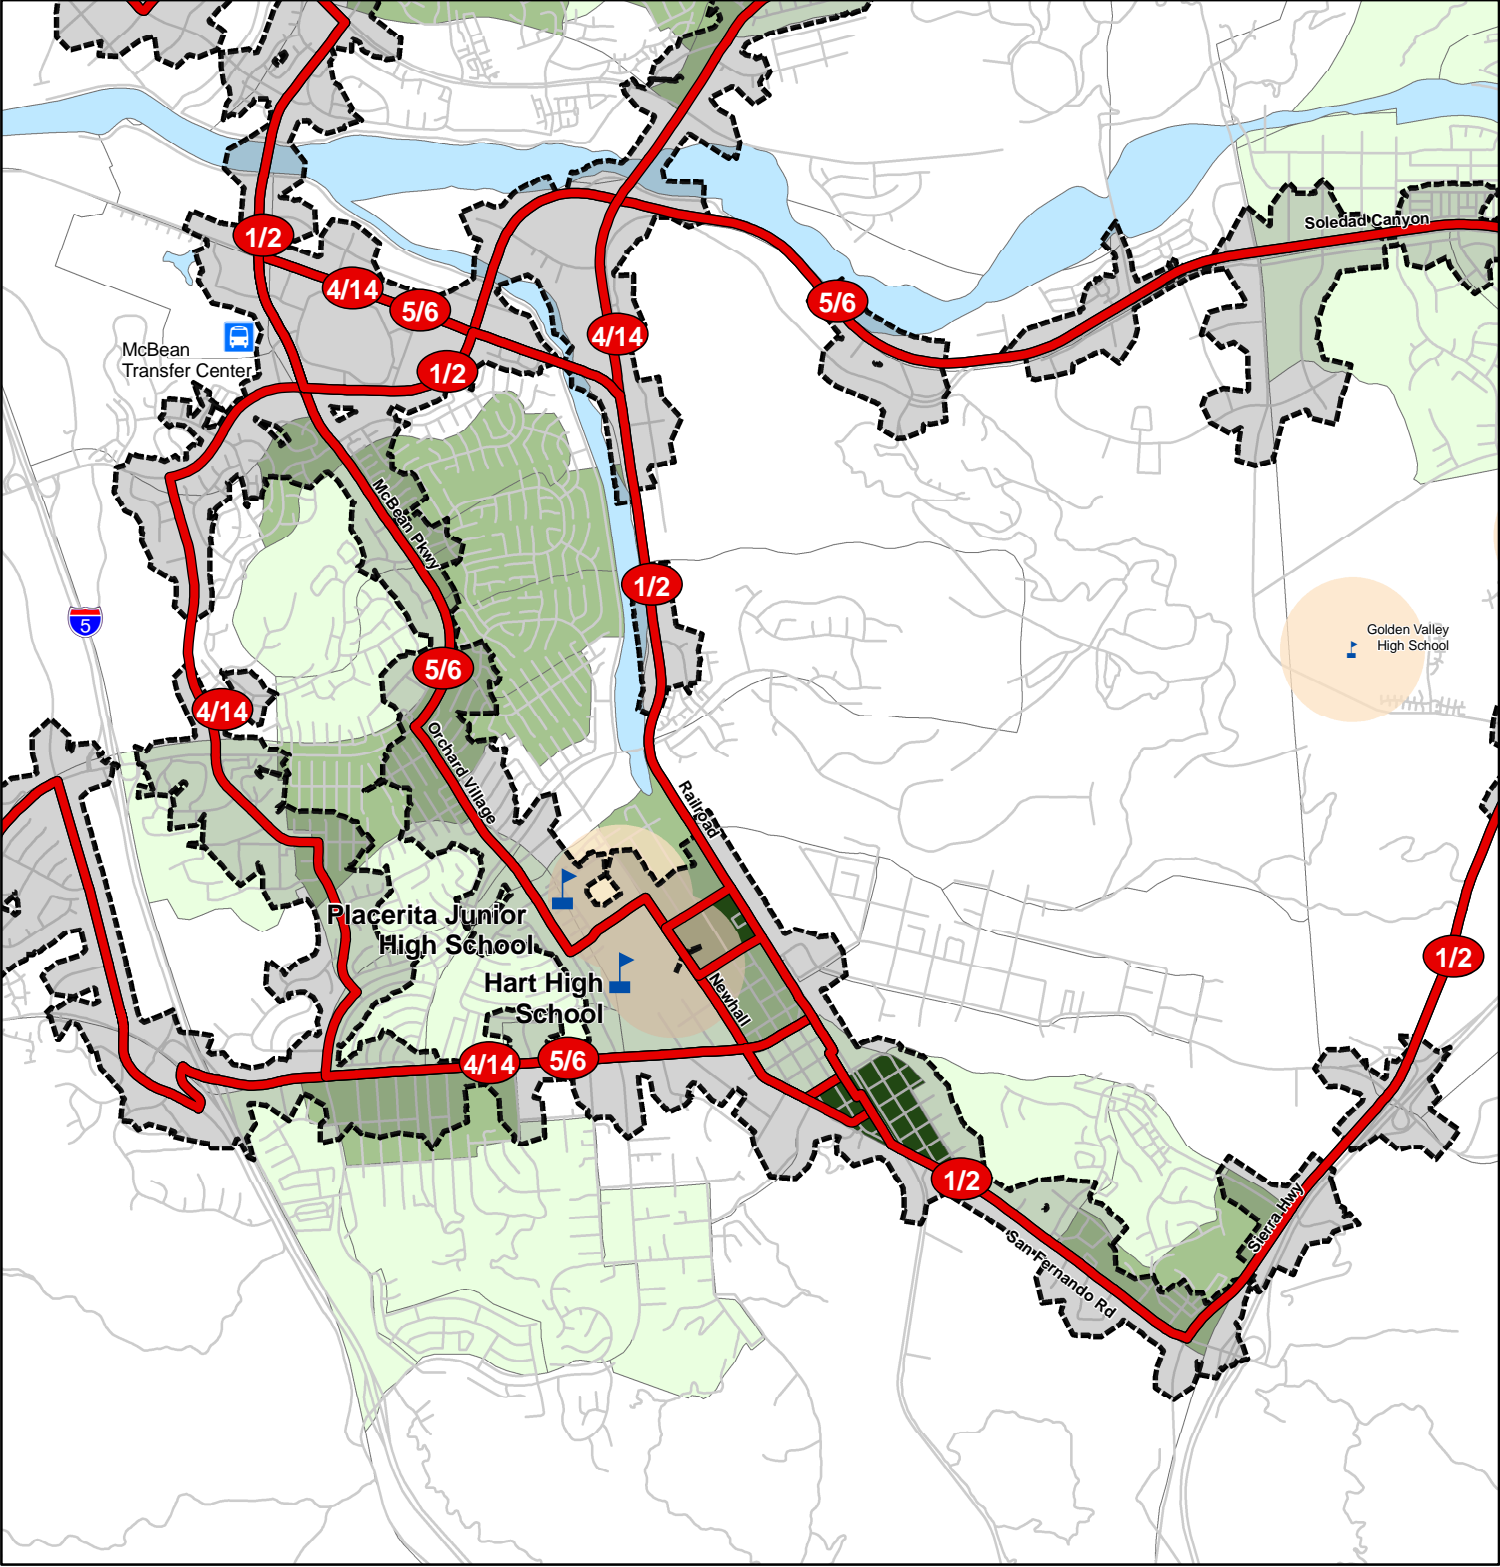 Soledad Canyon
1/2
4/14
5/6
5/6
4/14
McBean
Transfer Center
1/2
McBean Pkwy
1/2
5
Golden Valley
High School
5/6
4/14
Orchard Village
Railroad
Placerita Junior
High School
Hart High
School
1/2
Newhall
4/14
5/6
1/2
San Fernando Rd
Sierra Hwy